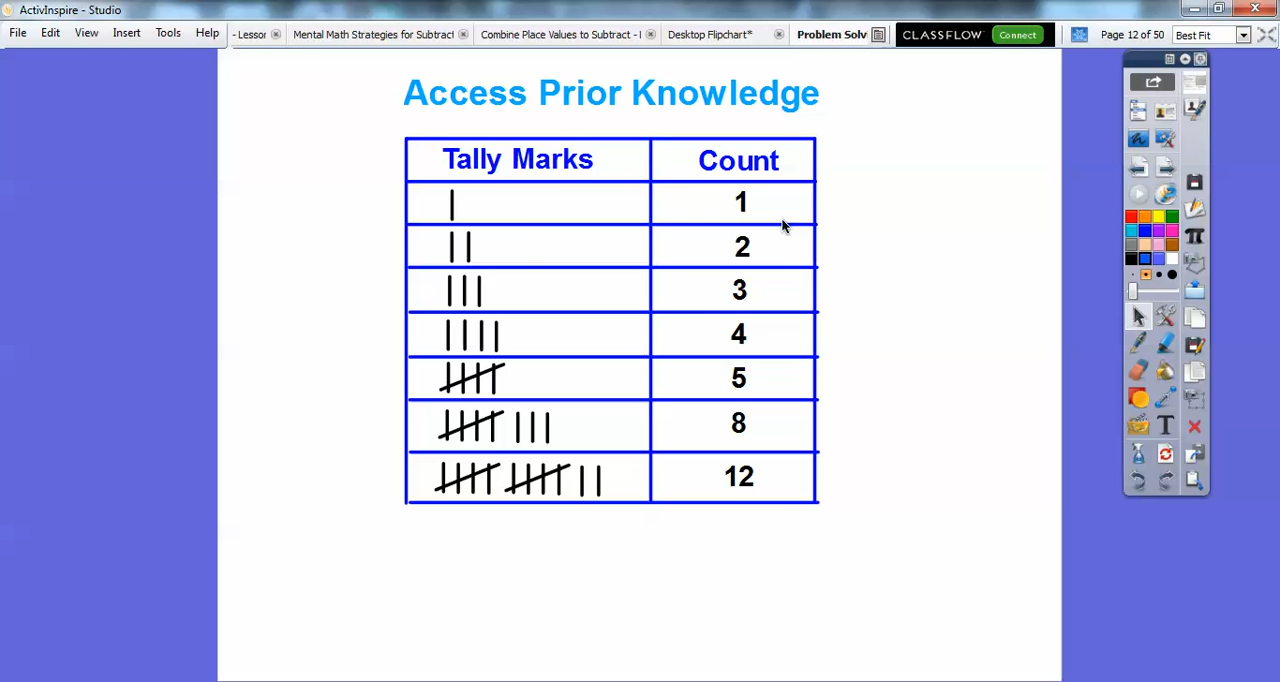 ActivInspire - Studio
File Edit View Insert Tools Help
- Lesson
Mental Math Strategies for Subtract
Combine Place Values to Subtract - I
Desktop Flipchart*
Problem Solv
CLASSFLOW Connect
Page 12 of 50
Best Fit
Access Prior Knowledge
Tally Marks Count
1
2
3
4
5
8
12